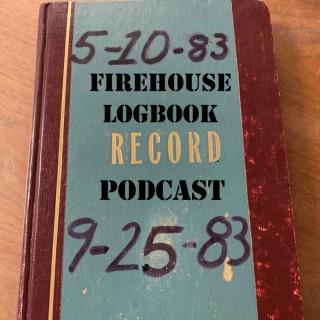 5-10-83
FIREHOUSE
LOGBOOK
RECORD
PODCAST
9-25-83